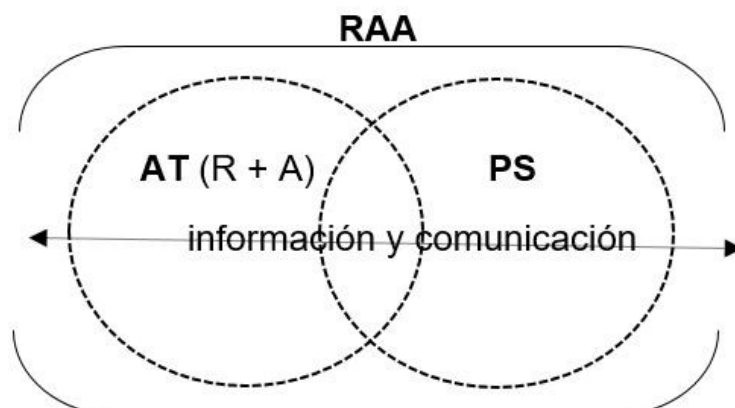 RAA
AT (R + A) PS
información y comunicación